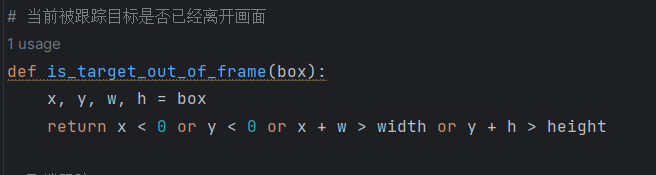 # 当前被跟踪目标是否已经离开画面
1 usage
def is_target_out_of_frame(box):
    x, y, w, h = box
    return x < 0 or y < 0 or x + w > width or y + h > height